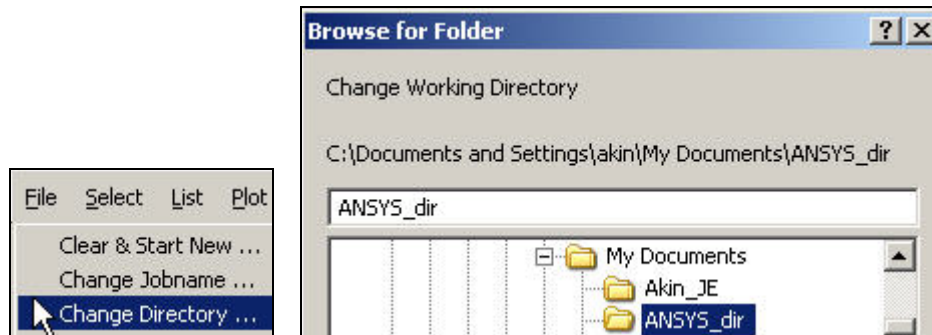 File Select List Plot
Clear & Start New ...
Change Jobname ...
Change Directory ...
Browse for Folder
Change Working Directory
C:\Documents and Settings\akin\My Documents\ANSYS_dir
ANSYS_dir
My Documents
Akin_JE
ANSYS_dir